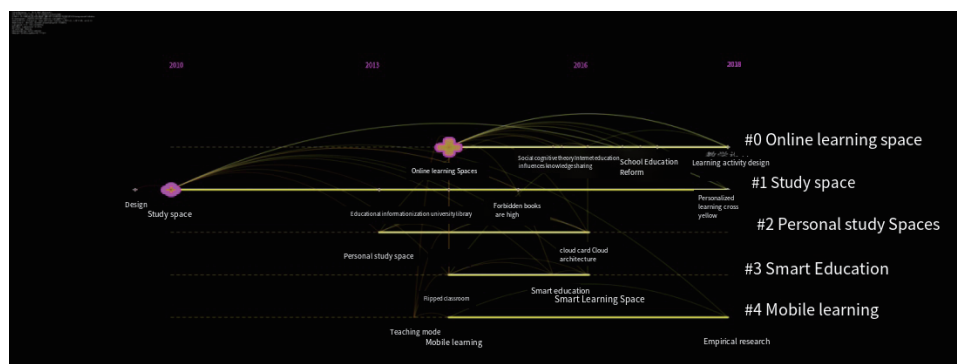 2010
2013
2016
2018
#0 Online learning space
Social cognitive theory Internet education
influences knowledge sharing
School Education
Reform
Learning activity design
Online learning Spaces
#1 Study space
Design
Study space
Forbidden books
are high
Personalized
learning cross
yellow
Educational informationization university library
#2 Personal study Spaces
Personal study space
cloud card Cloud
architecture
#3 Smart Education
Smart education
Smart Learning Space
Flipped classroom
#4 Mobile learning
Teaching mode
Mobile learning
Empirical research